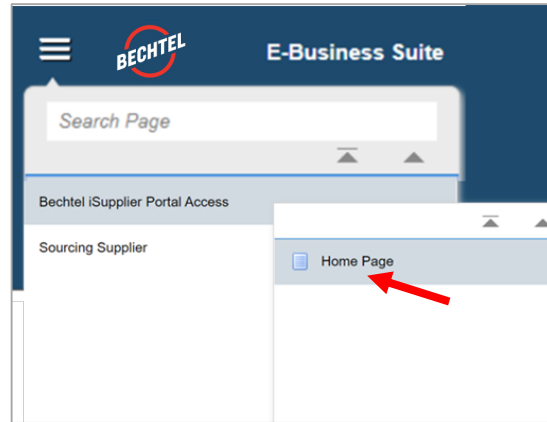 BECHTEL
E-Business Suite
Search Page
Bechtel iSupplier Portal Access
Sourcing Supplier
Home Page